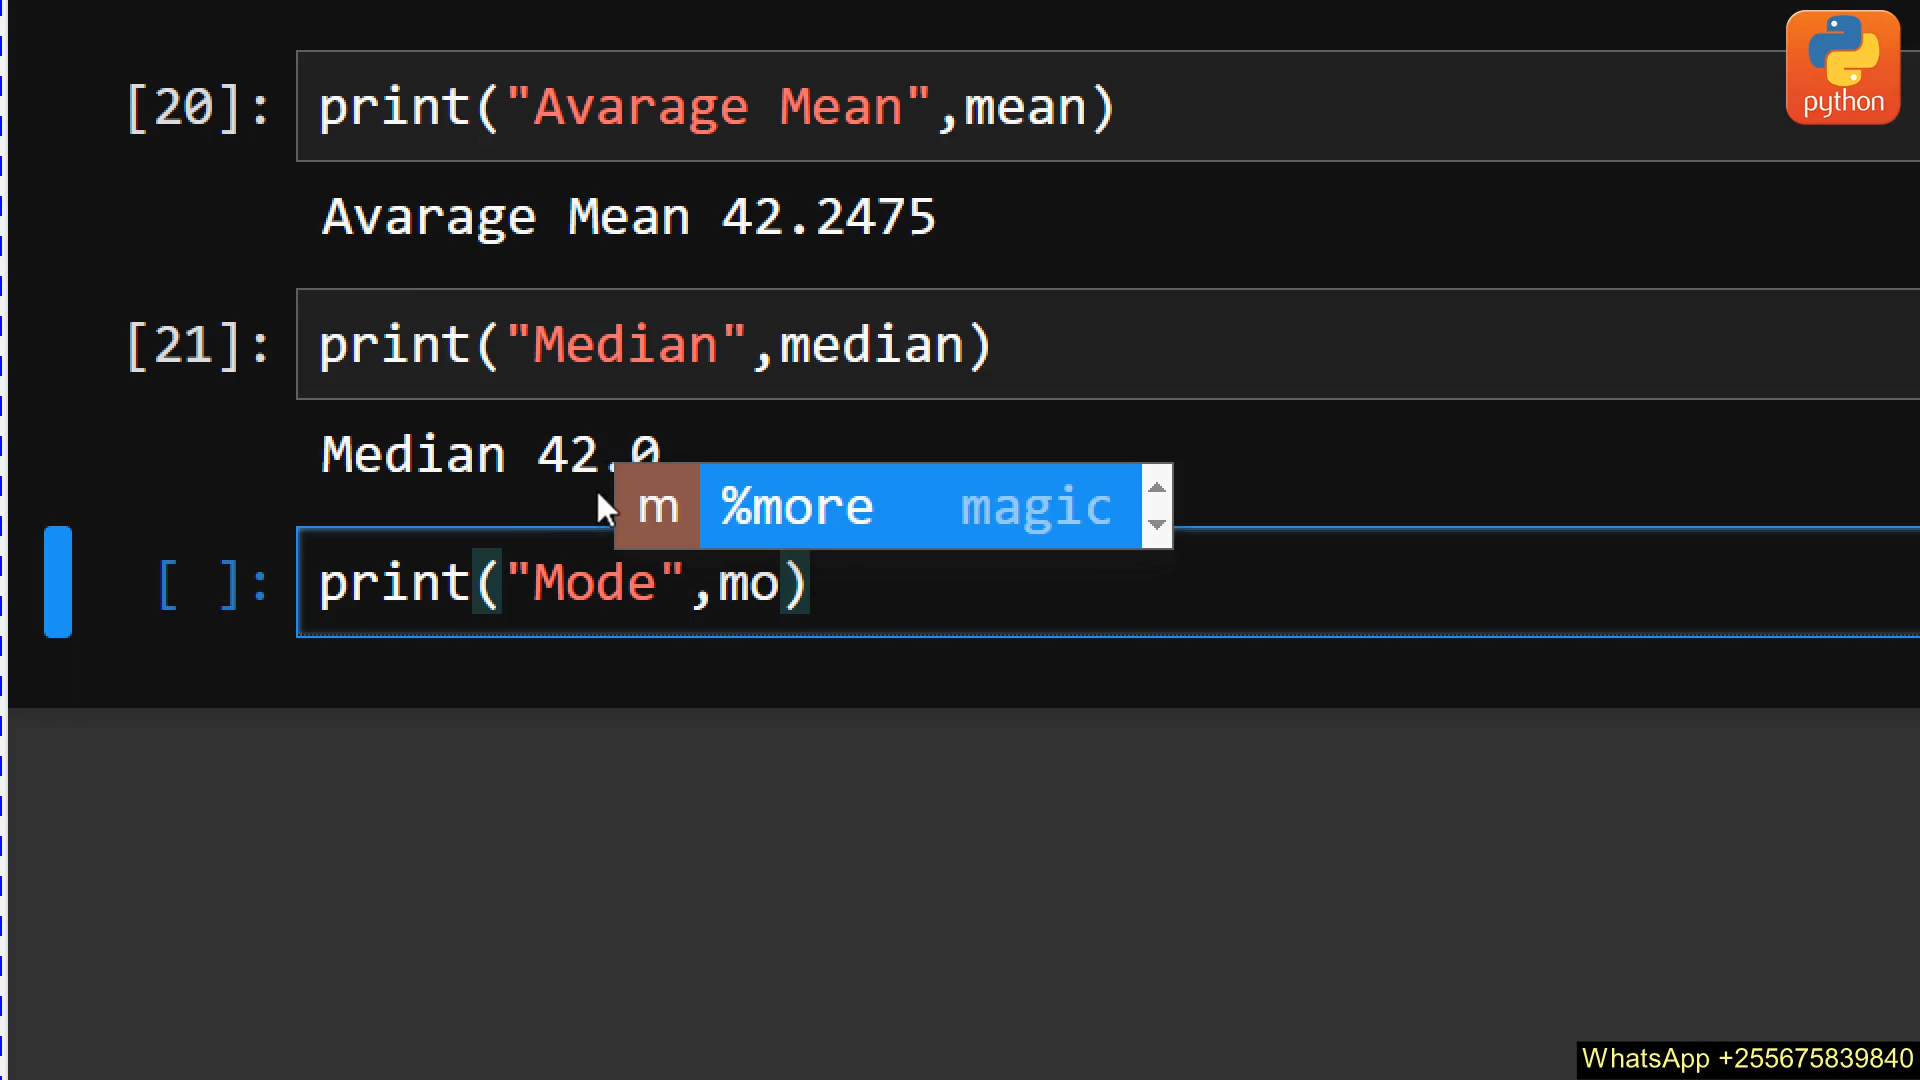 python
[20]: print("Avarage Mean",mean)
Avarage Mean 42.2475
[21]: print("Median",median)
Median 42.0
m %more magic
[ ]: print("Mode",mo)
WhatsApp +255675839840